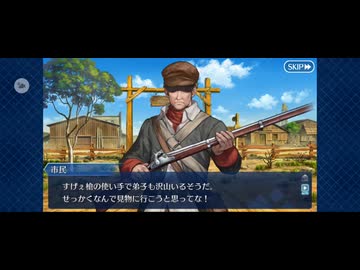 SKIP
市民
すげぇ槍の使い手で弟子も沢山いるそうだ。
せっかくなんで見物に行こうと思ってな！